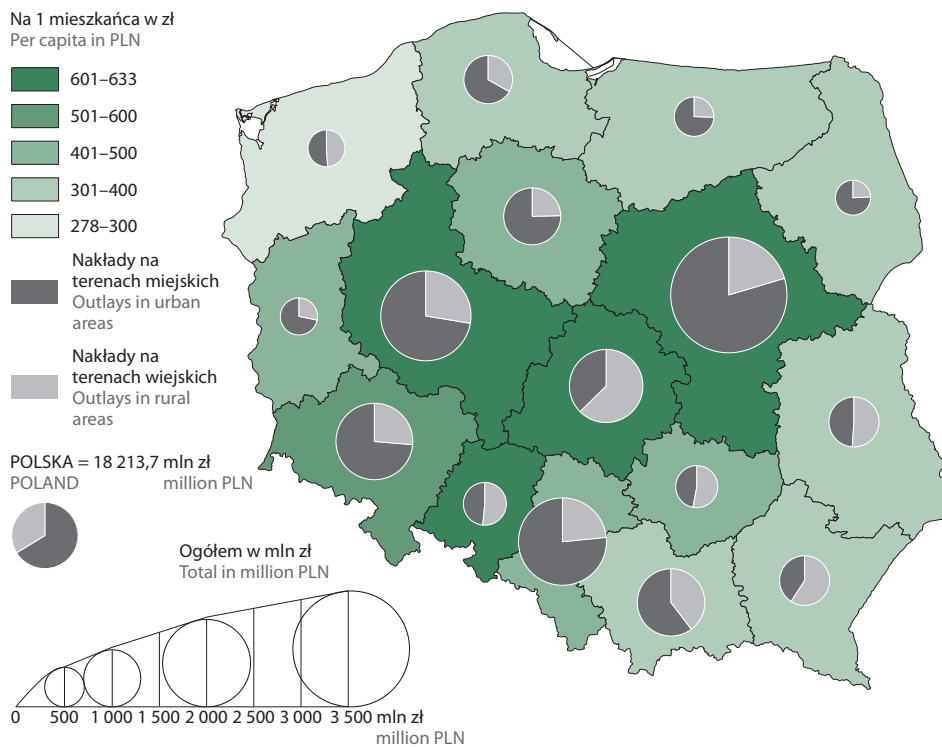 Na 1 mieszkańca w zł
Per capita in PLN
601–633
501–600
401–500
301–400
278–300
Nakłady na
terenach miejskich
Outlays in urban
areas
Nakłady na
terenach wiejskich
Outlays in rural
areas
POLSKA = 18 213,7 mln zł
POLAND million PLN
Ogółem w mln zł
Total in million PLN
0 500 1 000 1 500 2 000 2 500 3 000 3 500 mln zł
million PLN